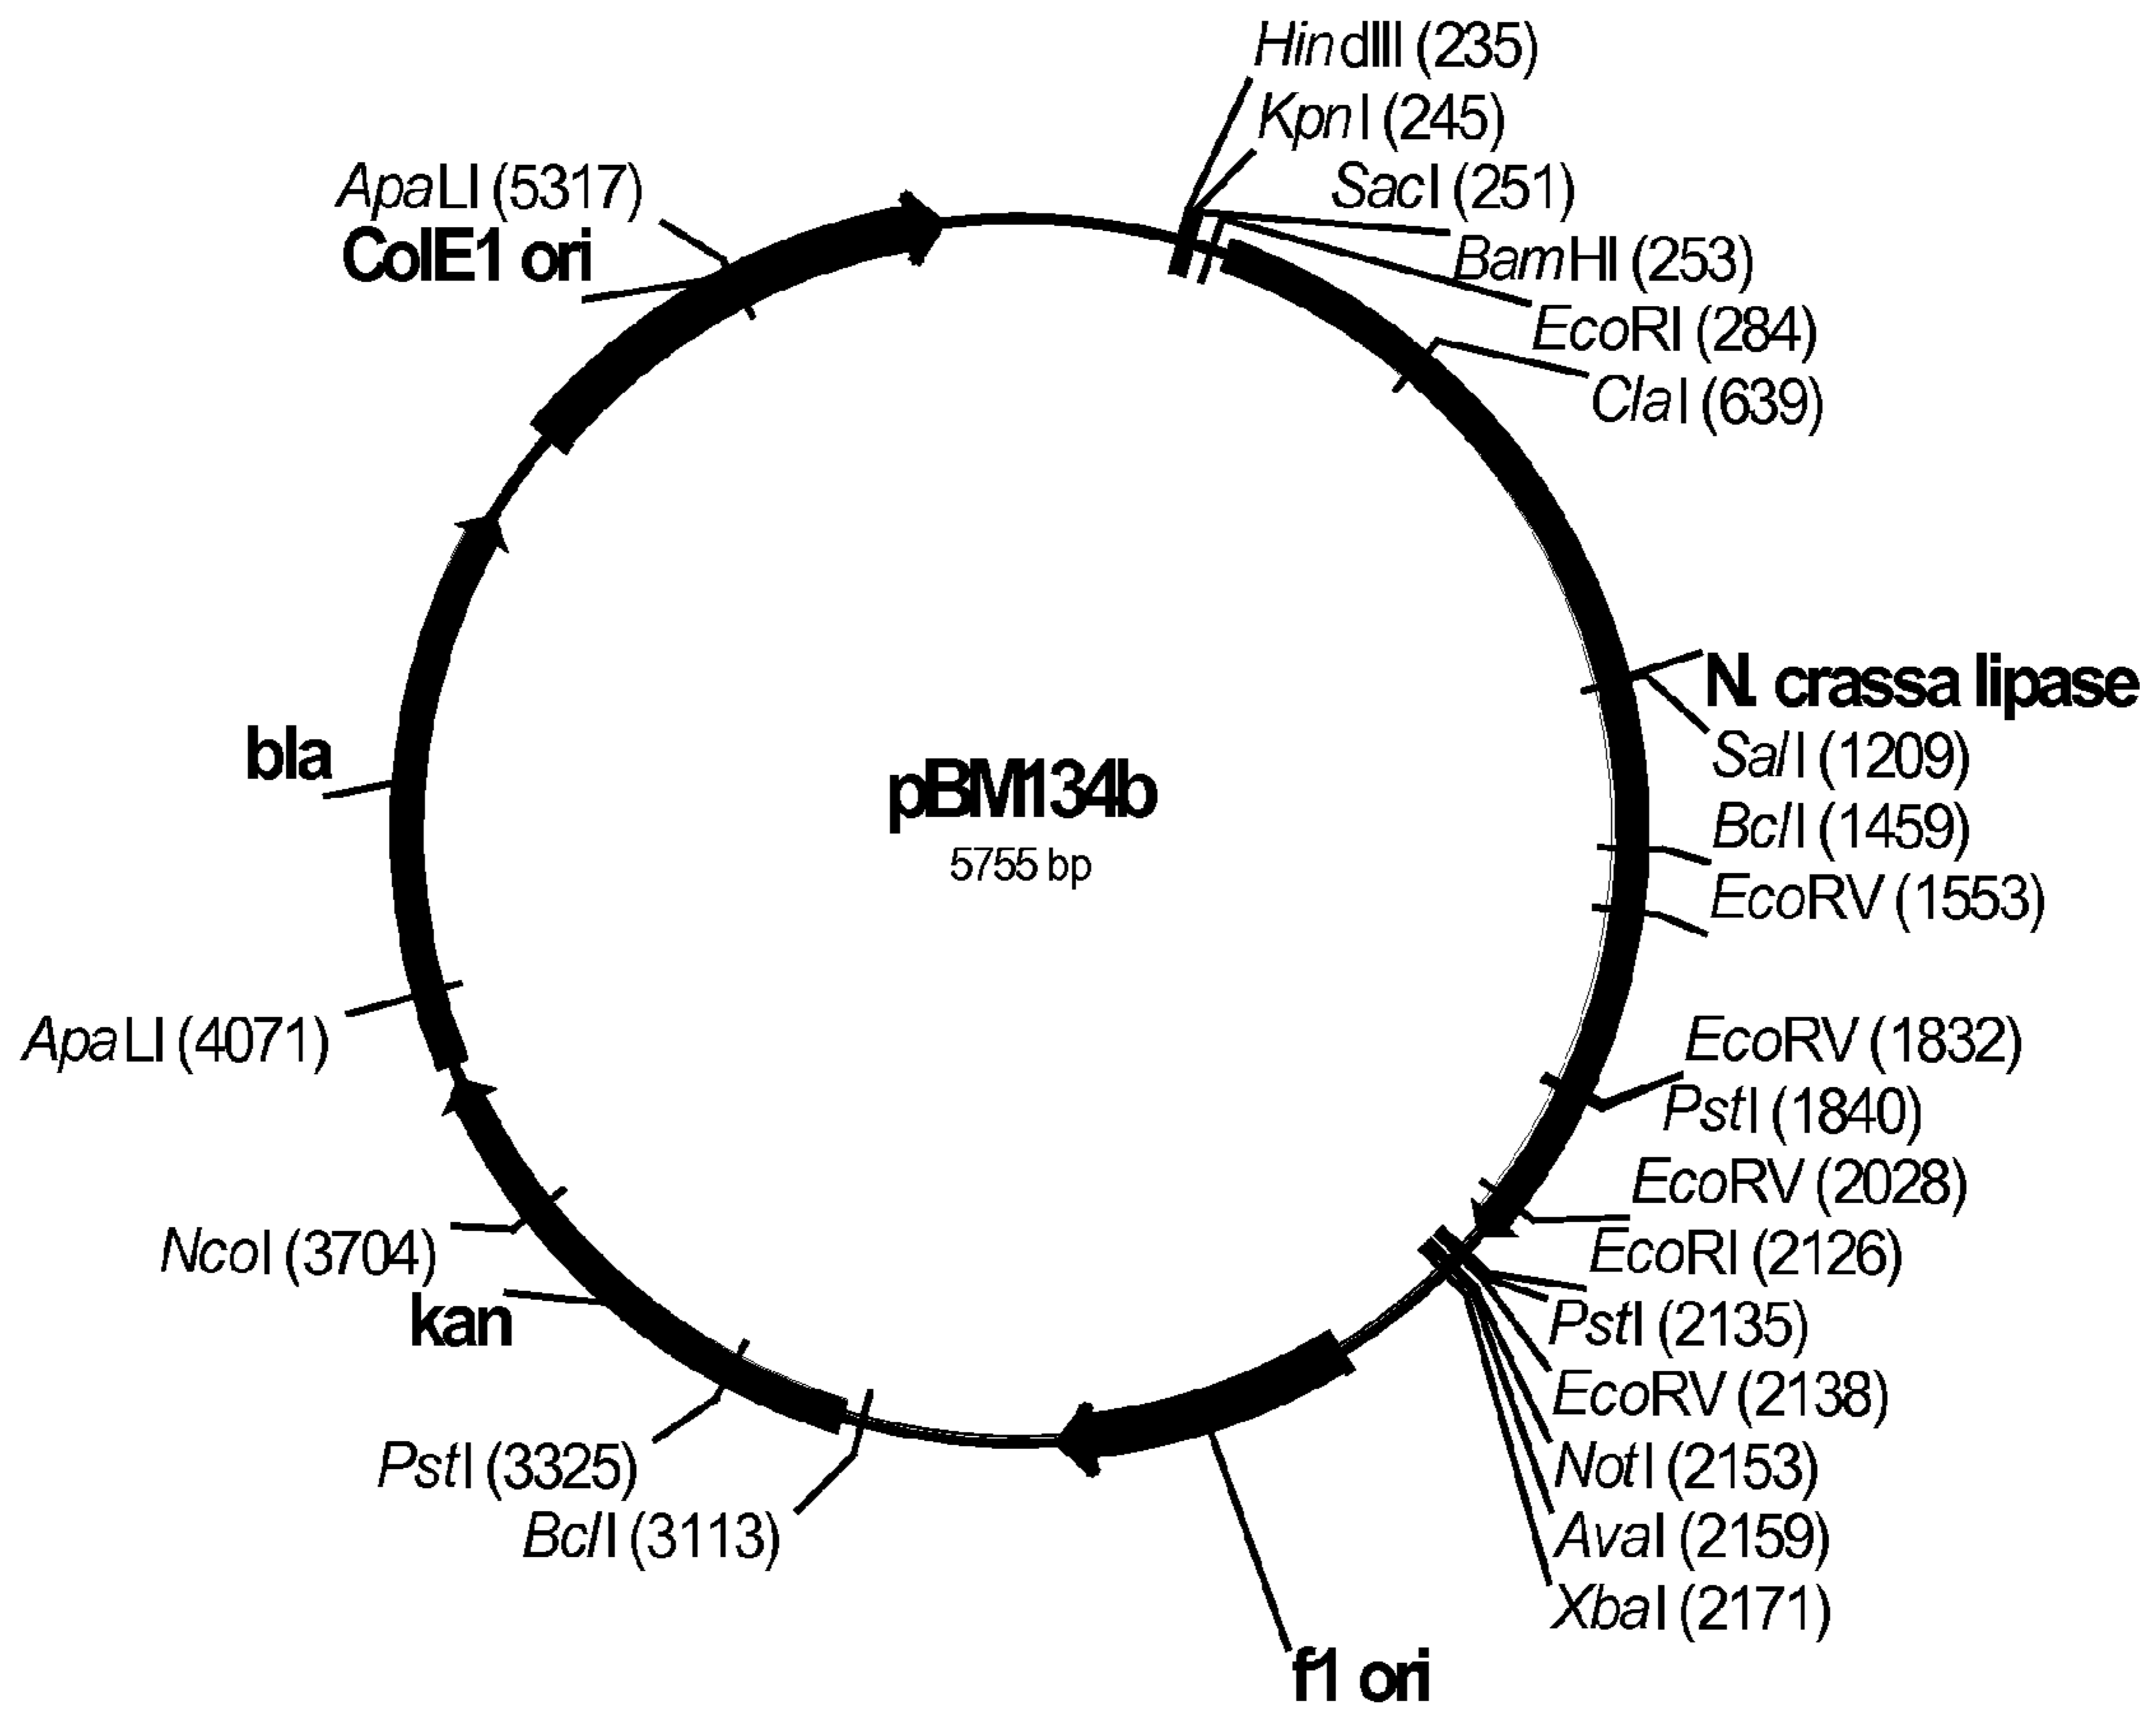 HindIII (235)
KpnI (245)
SacI (251)
BamHI (253)
EcoRI (284)
ClaI (639)
N. crassa lipase
SalI (1209)
BclI (1459)
EcoRV (1553)
EcoRV (1832)
PstI (1840)
EcoRV (2028)
EcoRI (2126)
PstI (2135)
EcoRV (2138)
NotI (2153)
AvaI (2159)
XbaI (2171)
f1 ori
BclI (3113)
PstI (3325)
kan
NcoI (3704)
ApaLI (4071)
bla
ColE1 ori
ApaLI (5317)
pBM134b
5755 bp